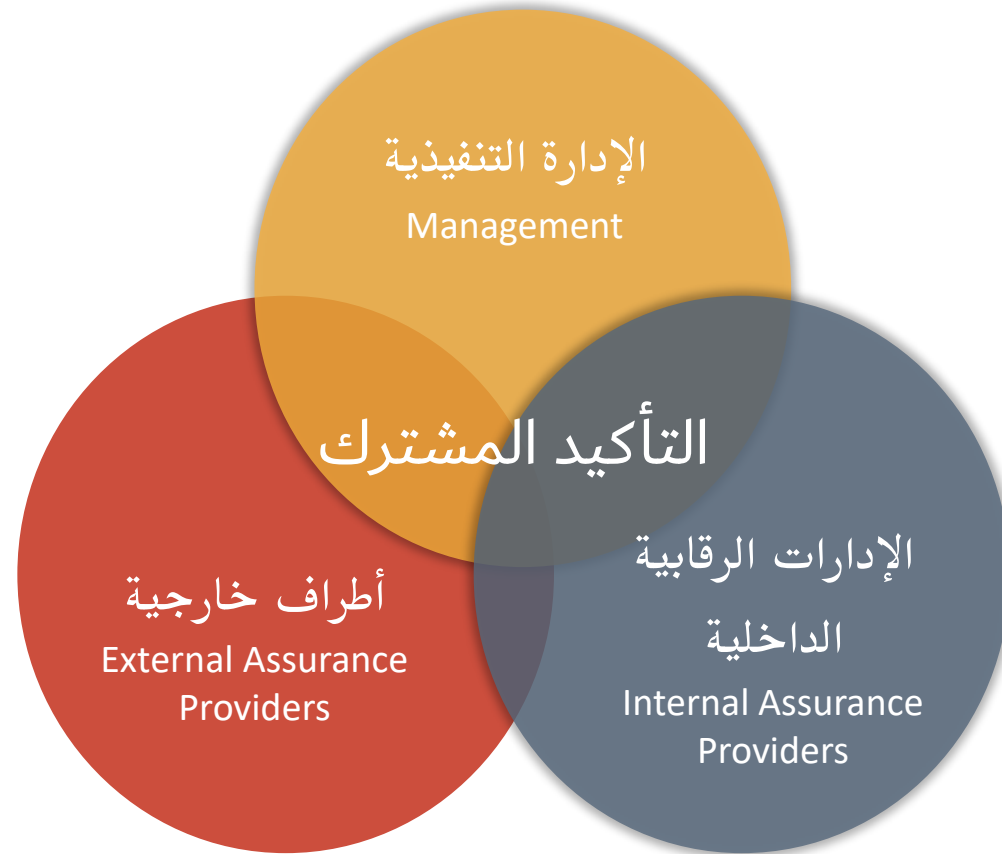 الإدارة التنفيذية
Management
التأكيد المشترك
أطراف خارجية
External Assurance
Providers
الإدارات الرقابية
الداخلية
Internal Assurance
Providers